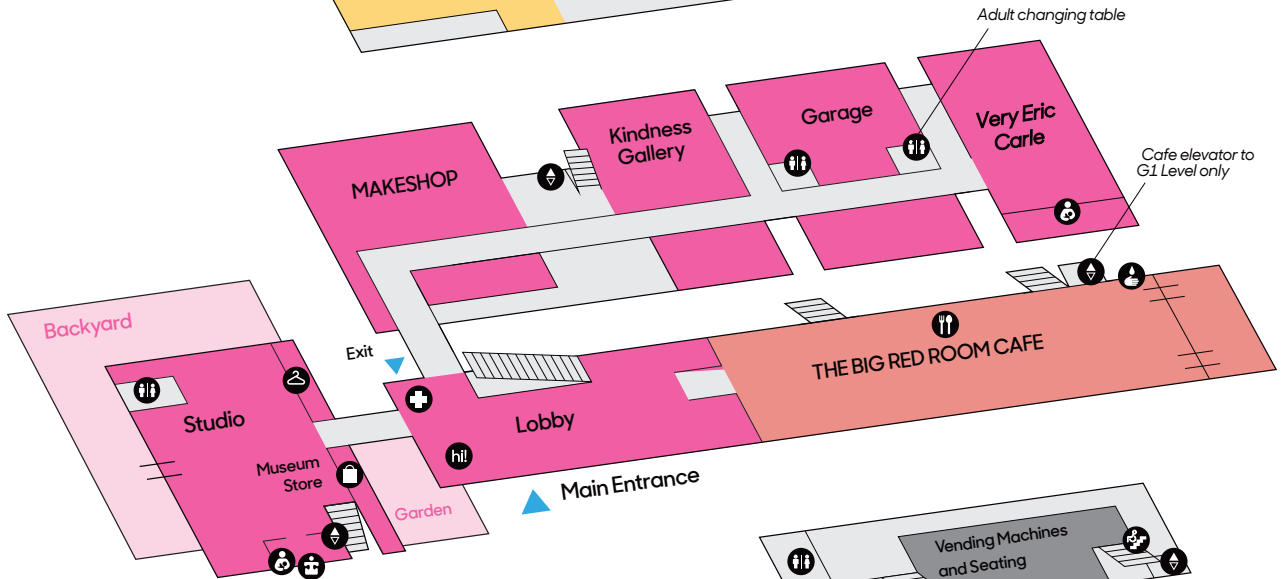 Adult changing table
Garage
Very Eric
Carle
Kindness
Gallery
Cafe elevator to
G1 Level only
MAKESHOP
Backyard
Exit
THE BIG RED ROOM CAFE
Studio
Lobby
hi!
Museum
Store
Main Entrance
Garden
Vending Machines
and Seating